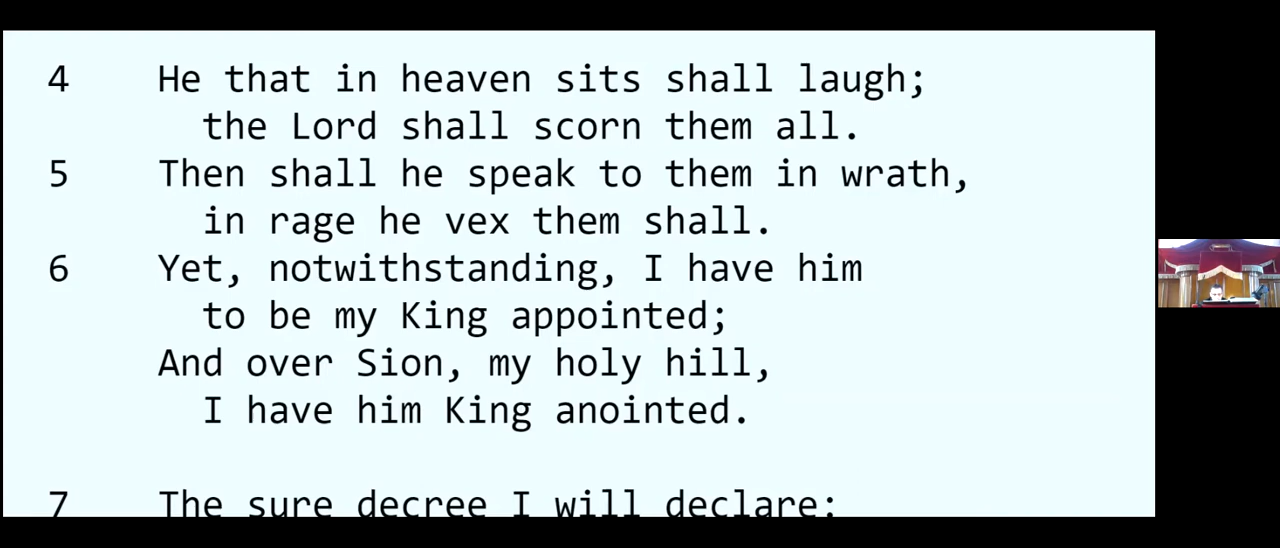 4 He that in heaven sits shall laugh;
the Lord shall scorn them all.
5 Then shall he speak to them in wrath,
in rage he vex them shall.
6 Yet, notwithstanding, I have him
to be my King appointed;
And over Sion, my holy hill,
I have him King anointed.
7 The sure decree I will declare: